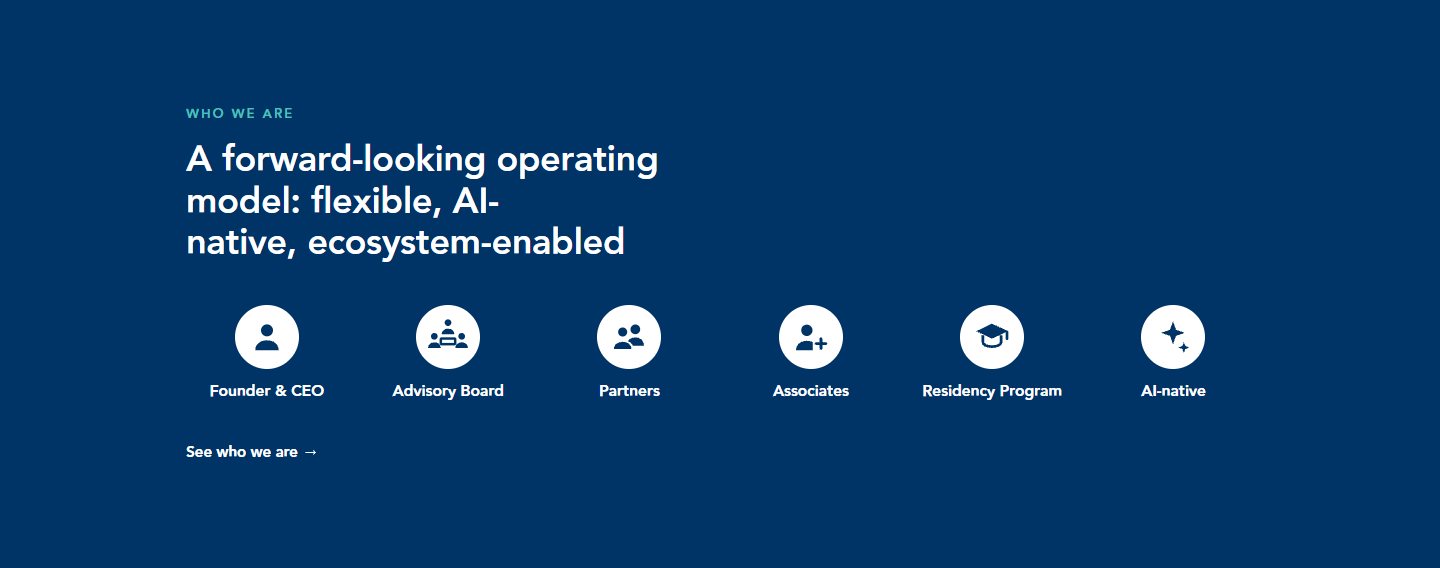 WHO WE ARE
A forward-looking operating
model: flexible, AI-
native, ecosystem-enabled
Founder & CEO
Advisory Board
Partners
Associates
Residency Program
AI-native
See who we are →